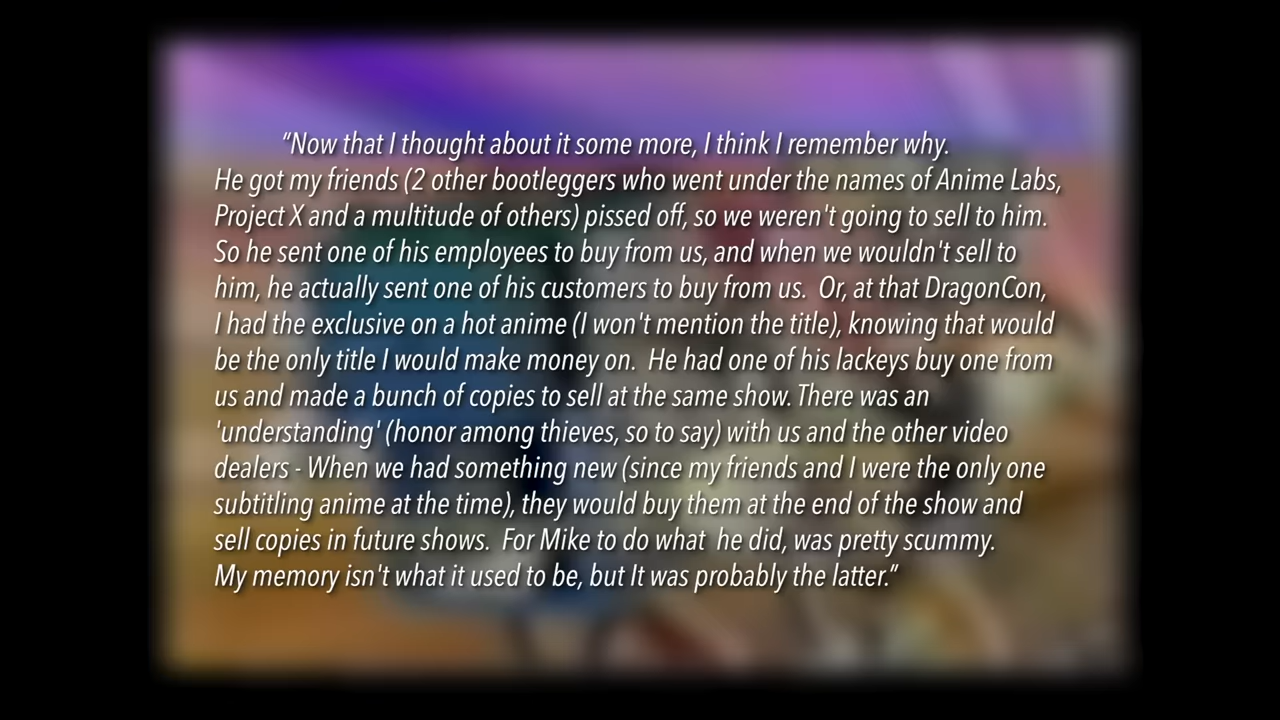 “Now that I thought about it some more, I think I remember why.
He got my friends (2 other bootleggers who went under the names of Anime Labs,
Project X and a multitude of others) pissed off, so we weren't going to sell to him.
So he sent one of his employees to buy from us, and when we wouldn't sell to
him, he actually sent one of his customers to buy from us.  Or, at that DragonCon,
I had the exclusive on a hot anime (I won't mention the title), knowing that would
be the only title I would make money on.  He had one of his lackeys buy one from
us and made a bunch of copies to sell at the same show. There was an
'understanding' (honor among thieves, so to say) with us and the other video
dealers - When we had something new (since my friends and I were the only one
subtitling anime at the time), they would buy them at the end of the show and
sell copies in future shows.  For Mike to do what  he did, was pretty scummy.
My memory isn't what it used to be, but It was probably the latter.”